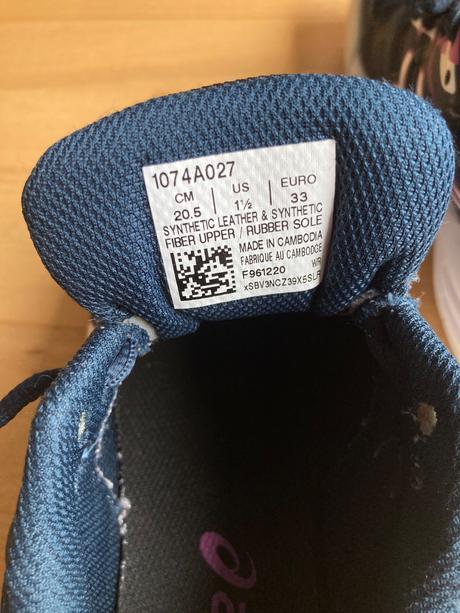 1074A027
CM US EURO
20.5 1½ 33
SYNTHETIC LEATHER & SYNTHETIC
FIBER UPPER / RUBBER SOLE
MADE IN CAMBODIA
FABRIQUE AU CAMBODGE
F961220 WR
xSBV3NCZ39X5SLR